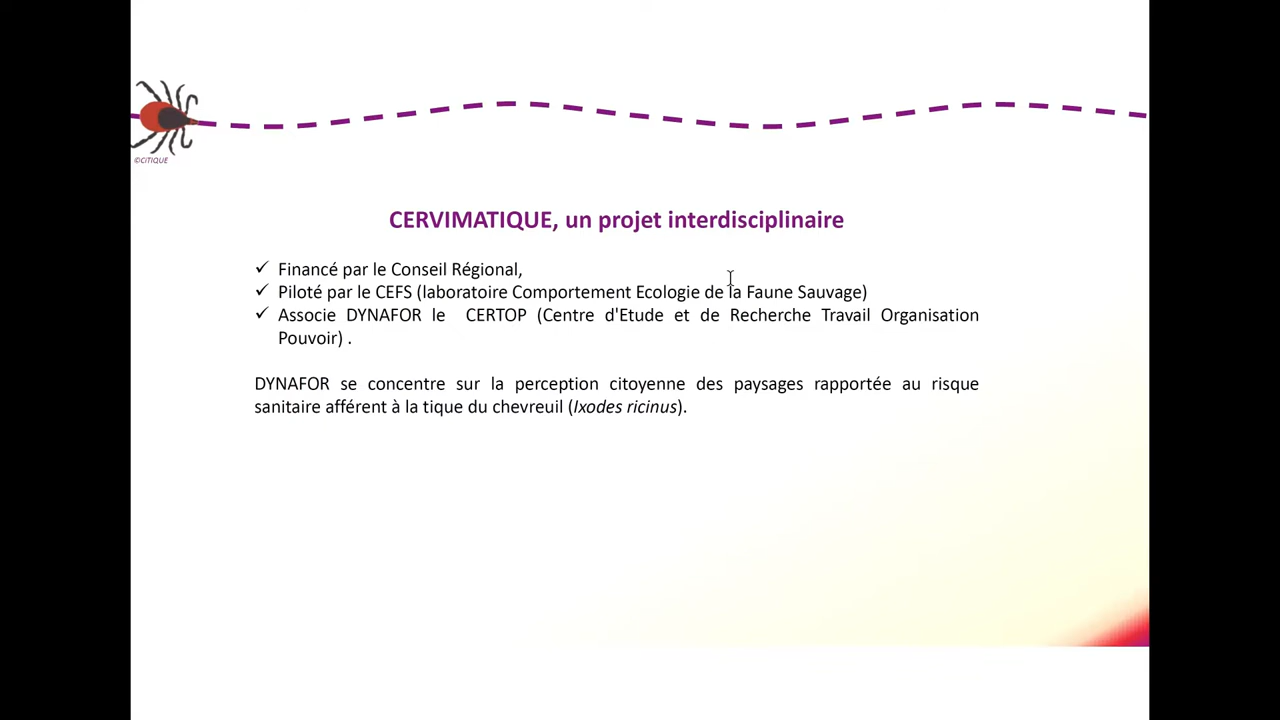 ©CITIQUE
CERVIMATIQUE, un projet interdisciplinaire
✓ Financé par le Conseil Régional,
✓ Piloté par le CEFS (laboratoire Comportement Ecologie de la Faune Sauvage)
✓ Associe DYNAFOR le CERTOP (Centre d'Etude et de Recherche Travail Organisation
Pouvoir) .
DYNAFOR se concentre sur la perception citoyenne des paysages rapportée au risque
sanitaire afférent à la tique du chevreuil (Ixodes ricinus).